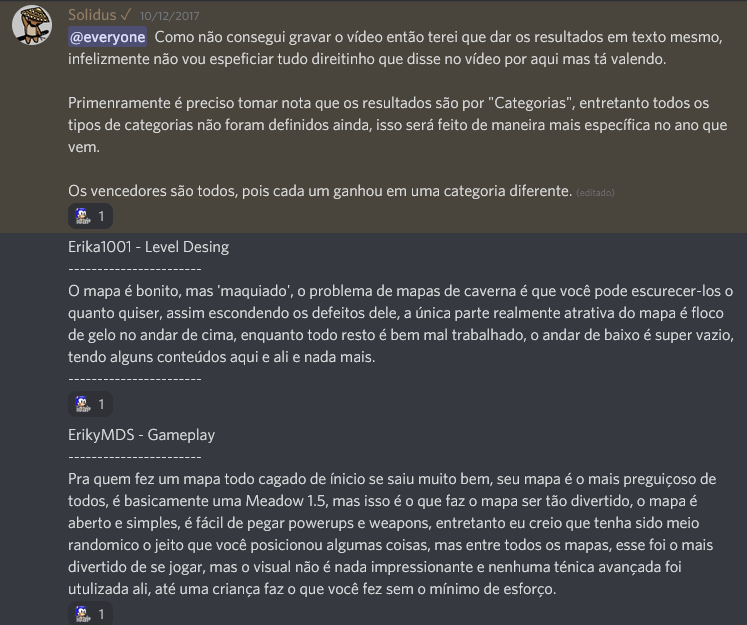 Solidus ✓ 10/12/2017
@everyone Como não consegui gravar o vídeo então terei que dar os resultados em texto mesmo,
infelizmente não vou espeficiar tudo direitinho que disse no vídeo por aqui mas tá valendo.
Primenramente é preciso tomar nota que os resultados são por "Categorias", entretanto todos os
tipos de categorias não foram definidos ainda, isso será feito de maneira mais específica no ano que
vem.
Os vencedores são todos, pois cada um ganhou em uma categoria diferente. (editado)
1
Erika1001 - Level Desing
-----------------------
O mapa é bonito, mas 'maquiado', o problema de mapas de caverna é que você pode escurecer-los o
quanto quiser, assim escondendo os defeitos dele, a única parte realmente atrativa do mapa é floco
de gelo no andar de cima, enquanto todo resto é bem mal trabalhado, o andar de baixo é super vazio,
tendo alguns conteúdos aqui e ali e nada mais.
-----------------------
1
ErikyMDS - Gameplay
-----------------------
Pra quem fez um mapa todo cagado de ínicio se saiu muito bem, seu mapa é o mais preguiçoso de
todos, é basicamente uma Meadow 1.5, mas isso é o que faz o mapa ser tão divertido, o mapa é
aberto e simples, é fácil de pegar powerups e weapons, entretanto eu creio que tenha sido meio
randomico o jeito que você posicionou algumas coisas, mas entre todos os mapas, esse foi o mais
divertido de se jogar, mas o visual não é nada impressionante e nenhuma ténica avançada foi
utulizada ali, até uma criança faz o que você fez sem o mínimo de esforço.
1